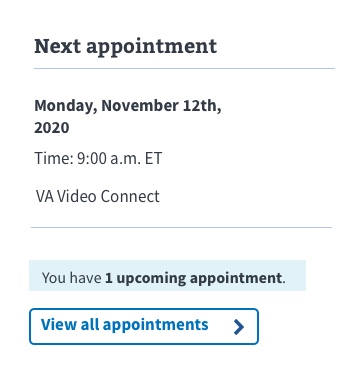 Next appointment
Monday, November 12th,
2020
Time: 9:00 a.m. ET
VA Video Connect
You have 1 upcoming appointment.
View all appointments